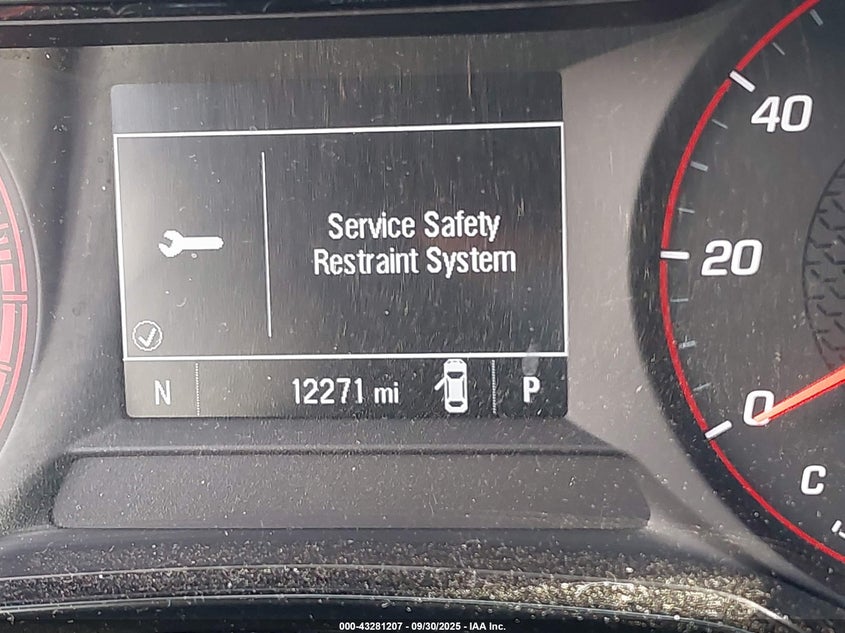 Service Safety
Restraint System
N 12271 mi P
40
20
0
C
000-43281207 - 09/30/2025 - IAA Inc.